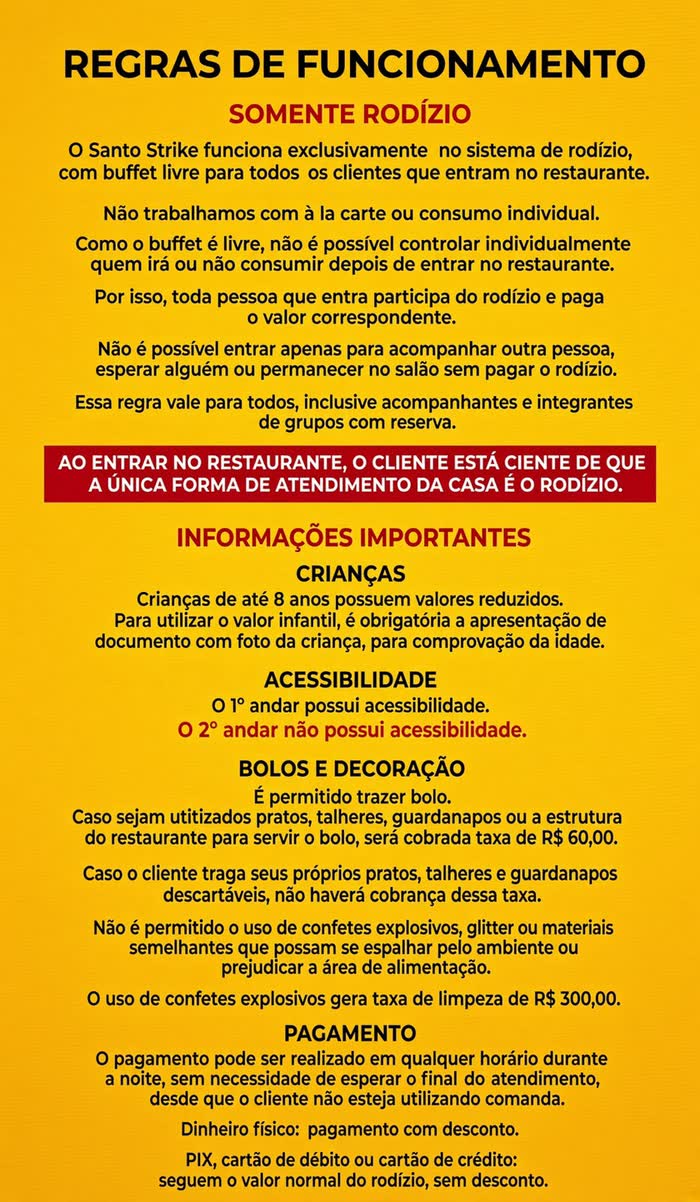 REGRAS DE FUNCIONAMENTO
SOMENTE RODÍZIO
O Santo Strike funciona exclusivamente no sistema de rodízio,
com buffet livre para todos os clientes que entram no restaurante.
Não trabalhamos com à la carte ou consumo individual.
Como o buffet é livre, não é possível controlar individualmente
quem irá ou não consumir depois de entrar no restaurante.
Por isso, toda pessoa que entra participa do rodízio e paga
o valor correspondente.
Não é possível entrar apenas para acompanhar outra pessoa,
esperar alguém ou permanecer no salão sem pagar o rodízio.
Essa regra vale para todos, inclusive acompanhantes e integrantes
de grupos com reserva.
AO ENTRAR NO RESTAURANTE, O CLIENTE ESTÁ CIENTE DE QUE
A ÚNICA FORMA DE ATENDIMENTO DA CASA É O RODÍZIO.
INFORMAÇÕES IMPORTANTES
CRIANÇAS
Crianças de até 8 anos possuem valores reduzidos.
Para utilizar o valor infantil, é obrigatória a apresentação de
documento com foto da criança, para comprovação da idade.
ACESSIBILIDADE
O 1º andar possui acessibilidade.
O 2º andar não possui acessibilidade.
BOLOS E DECORAÇÃO
É permitido trazer bolo.
Caso sejam utitizados pratos, talheres, guardanapos ou a estrutura
do restaurante para servir o bolo, será cobrada taxa de R$ 60,00.
Caso o cliente traga seus próprios pratos, talheres e guardanapos
descartáveis, não haverá cobrança dessa taxa.
Não é permitido o uso de confetes explosivos, glitter ou materiais
semelhantes que possam se espalhar pelo ambiente ou
prejudicar a área de alimentação.
O uso de confetes explosivos gera taxa de limpeza de R$ 300,00.
PAGAMENTO
O pagamento pode ser realizado em qualquer horário durante
a noite, sem necessidade de esperar o final do atendimento,
desde que o cliente não esteja utilizando comanda.
Dinheiro físico: pagamento com desconto.
PIX, cartão de débito ou cartão de crédito:
seguem o valor normal do rodízio, sem desconto.